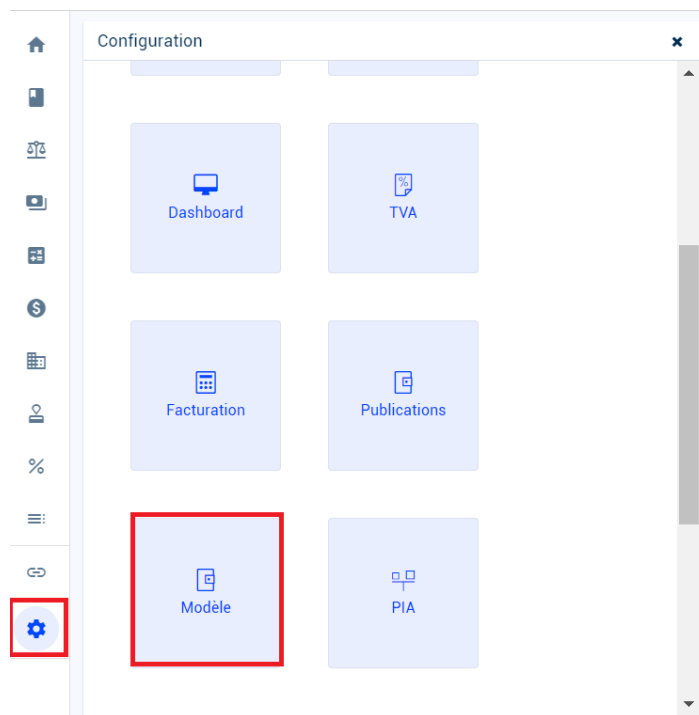 Configuration
Dashboard
TVA
Facturation
Publications
Modèle
PIA